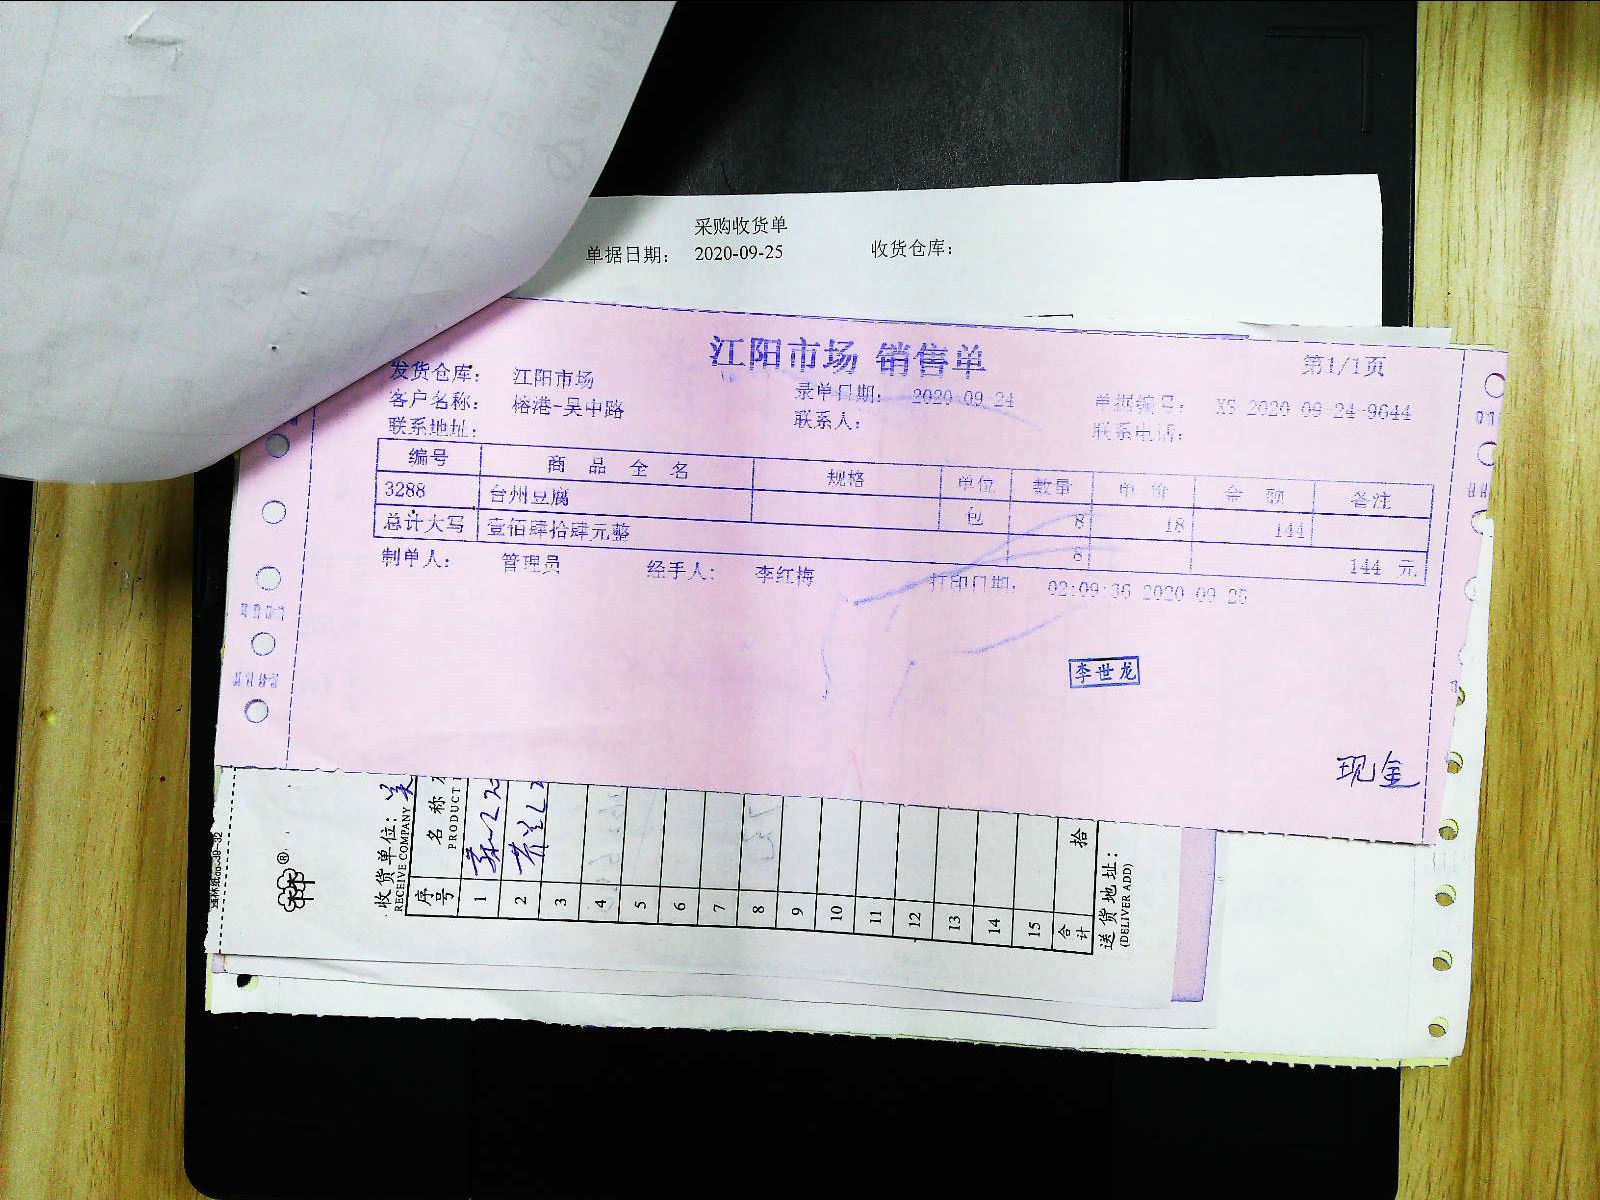 采购收货单
单据日期: 2020-09-25 收货仓库:
江阳市场 销售单 第1/1页
发货仓库: 江阳市场 录单日期: 2020-09-24 单据编号: XS-2020-09-24-9644
客户名称: 榕港-吴中路 联系人: 联系电话:
联系地址:
编号 商品全名 规格 单位 数量 单价 金额 备注
3288 台州豆腐 包 8 18 144
总计大写 壹佰肆拾肆元整 8 144 元
制单人: 管理员 经手人: 李红梅 打印日期: 02:09:36 2020-09-25
李世龙
现金
收货单位:
RECEIVE COMPANY
序号 名称
PRODUCT
1
2
3
4
5
6
7
8
9
10
11
12
13
14
15
合计 拾
送货地址:
(DELIVER ADD)